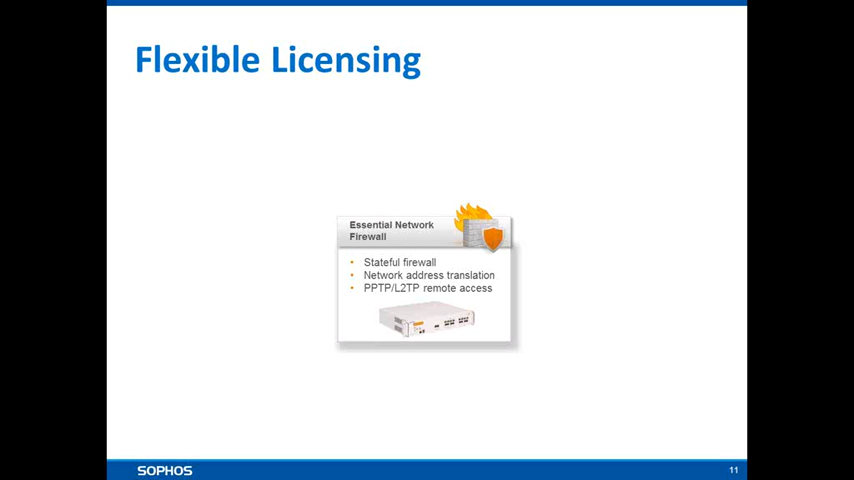 Flexible Licensing
Essential Network
Firewall
• Stateful firewall
• Network address translation
• PPTP/L2TP remote access
SOPHOS
11